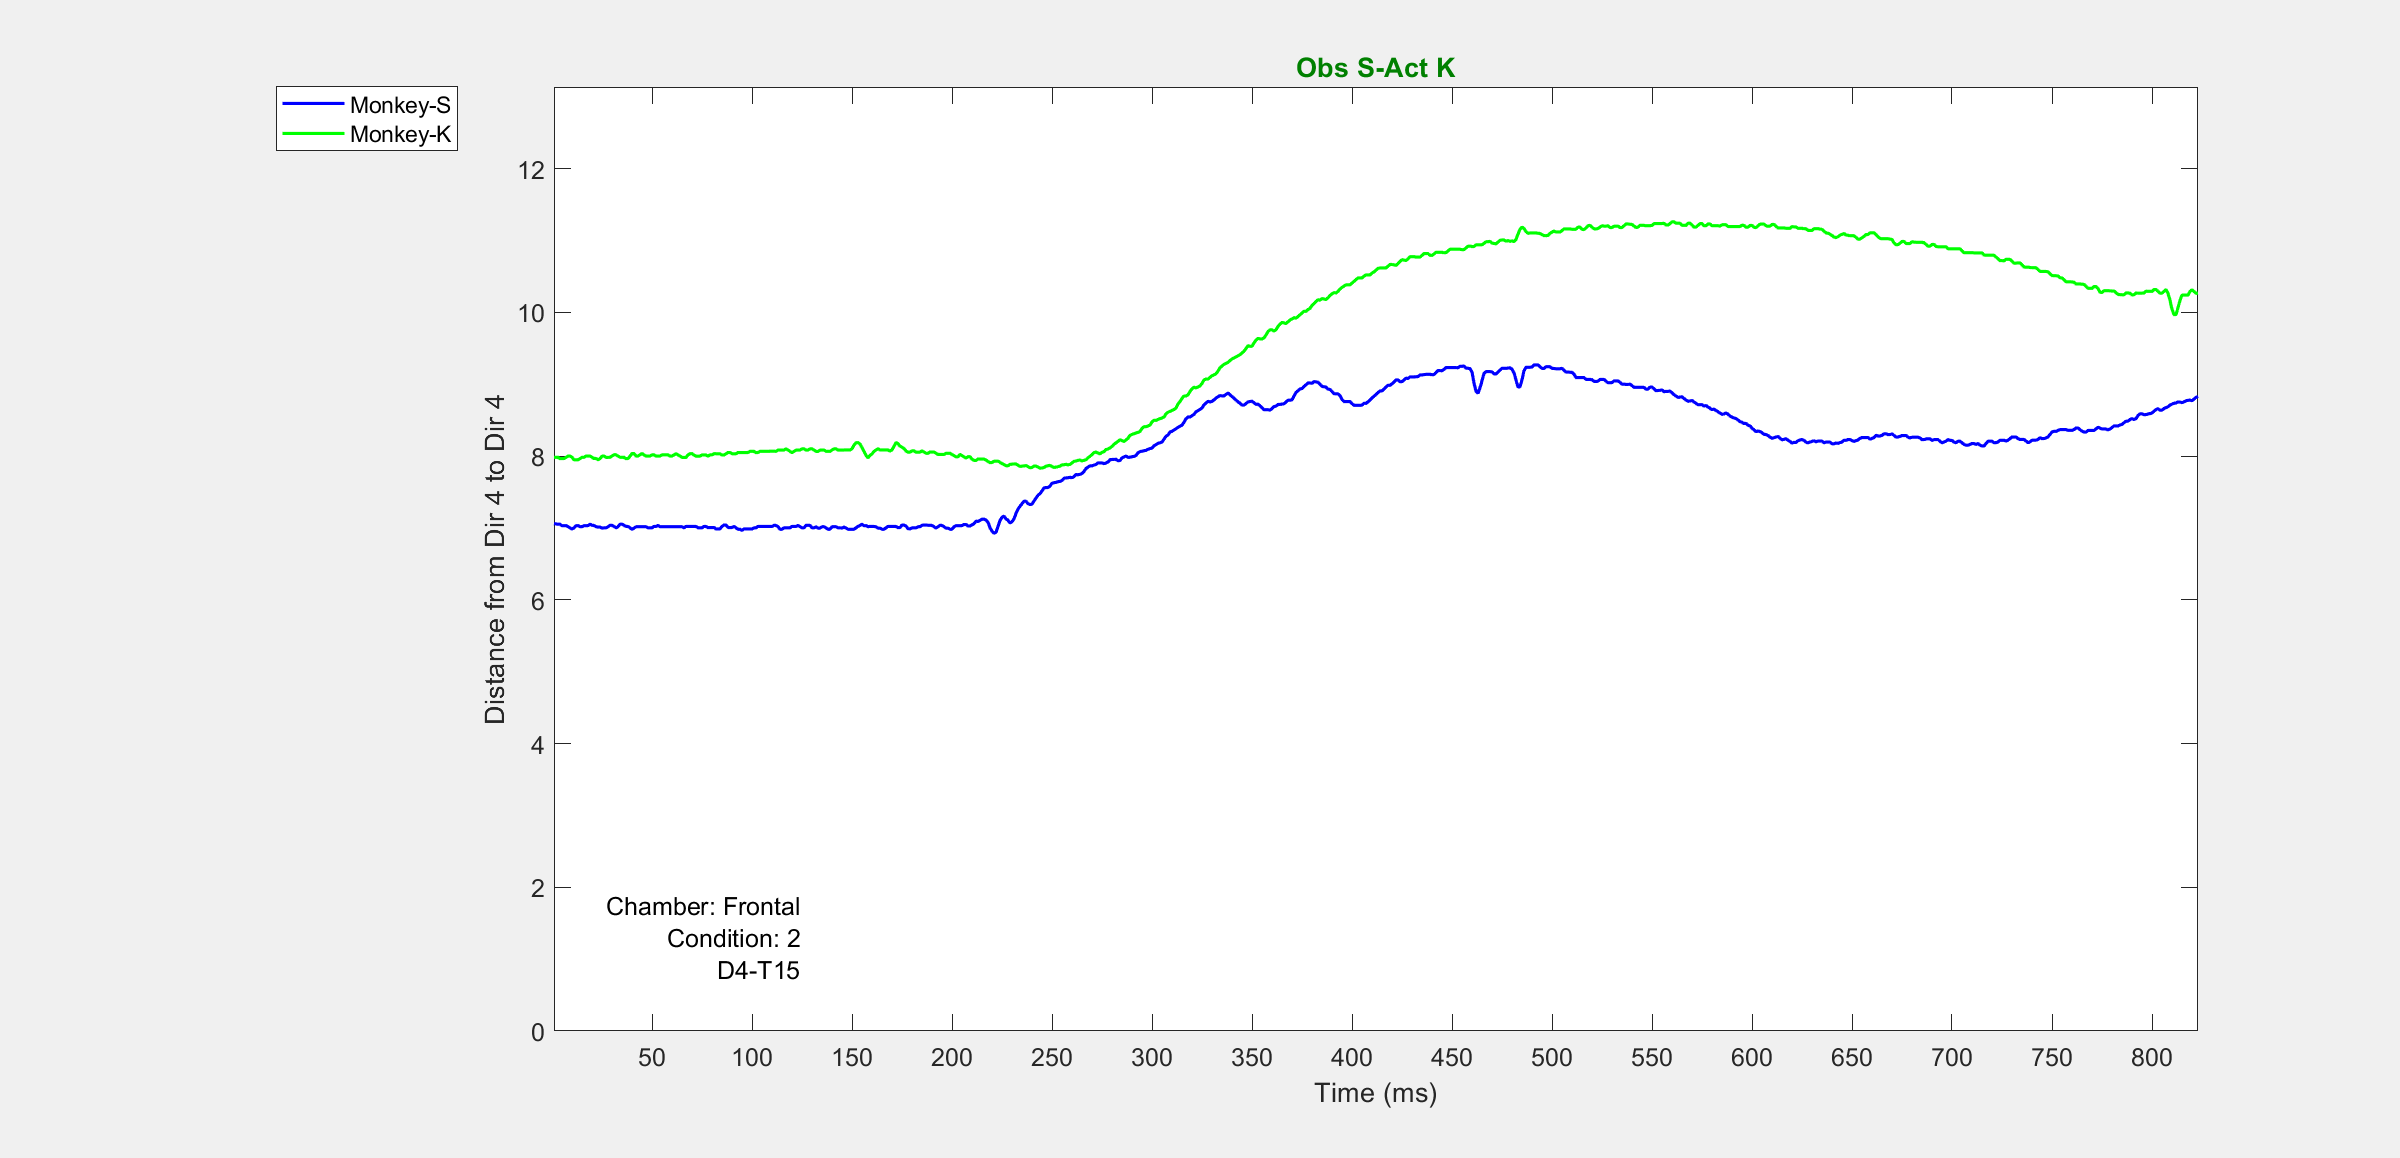 Obs S-Act K
Monkey-S
Monkey-K
Distance from Dir 4 to Dir 4
12
10
8
6
4
2
0
Chamber: Frontal
Condition: 2
D4-T15
50 100 150 200 250 300 350 400 450 500 550 600 650 700 750 800
Time (ms)